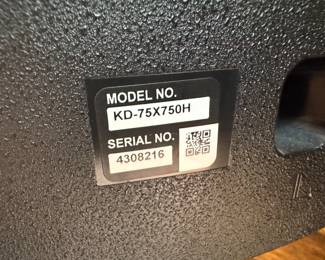 MODEL NO.
KD-75X750H
SERIAL NO.
4308216